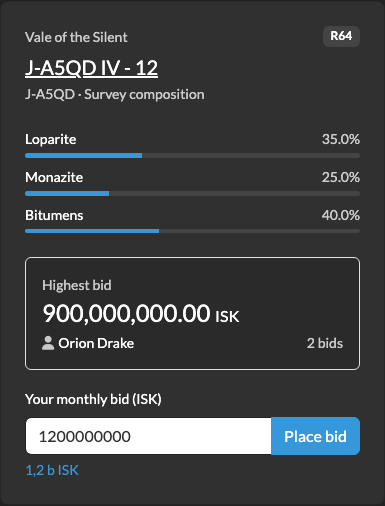 Vale of the Silent R64
J-A5QD IV - 12
J-A5QD · Survey composition
Loparite 35.0%
Monazite 25.0%
Bitumens 40.0%
Highest bid
900,000,000.00 ISK
Orion Drake 2 bids
Your monthly bid (ISK)
1200000000 Place bid
1,2 b ISK